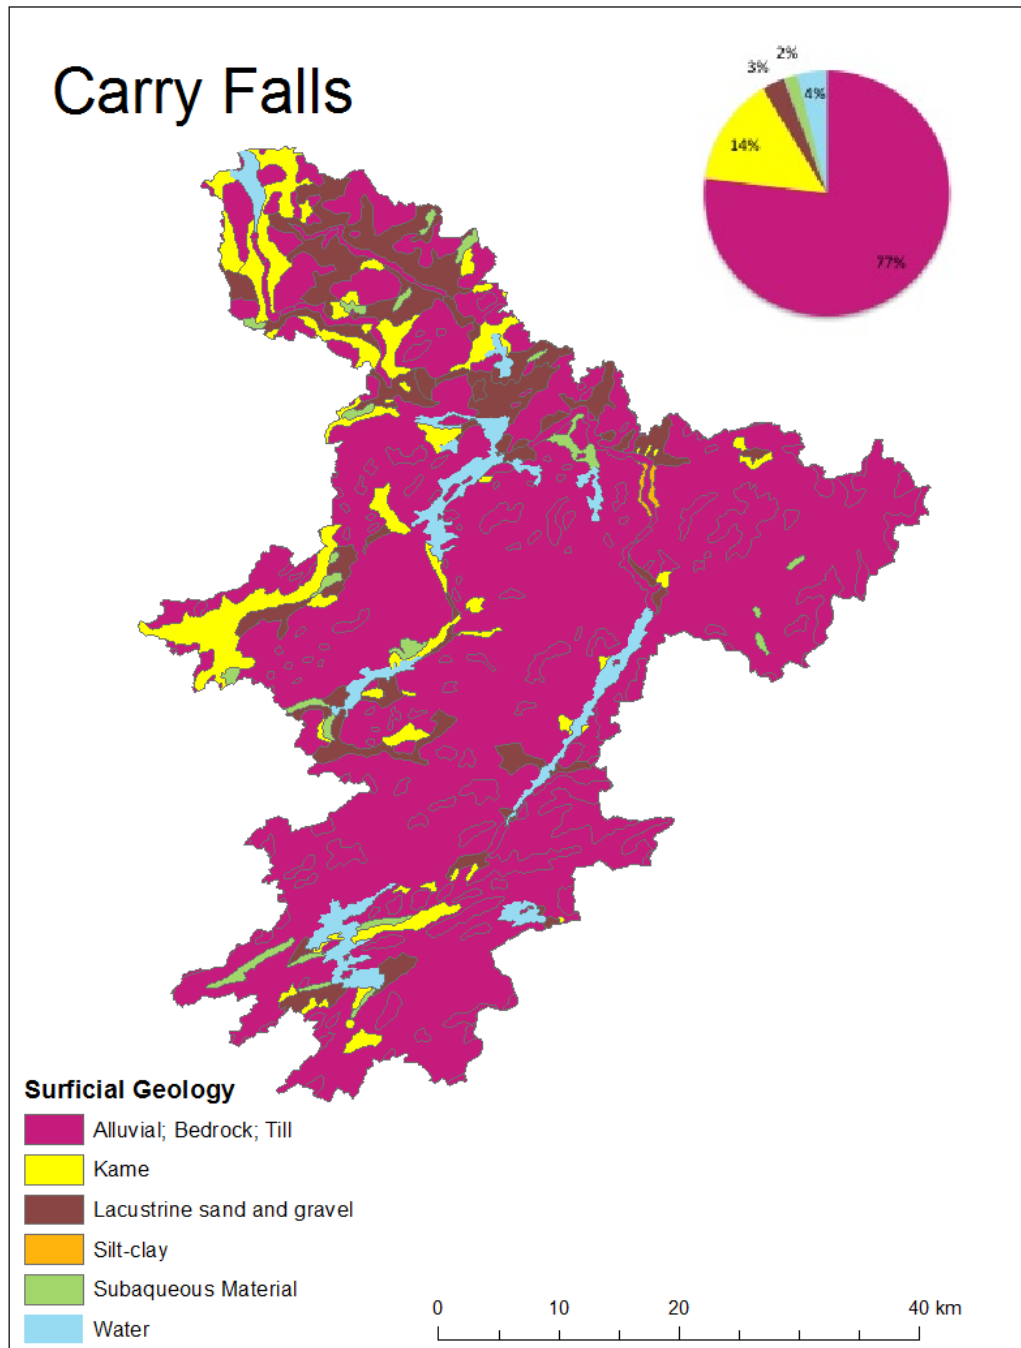 Carry Falls
2%
3%
4%
14%
77%
Surficial Geology
Alluvial; Bedrock; Till
Kame
Lacustrine sand and gravel
Silt-clay
Subaqueous Material
Water
0 10 20 40 km